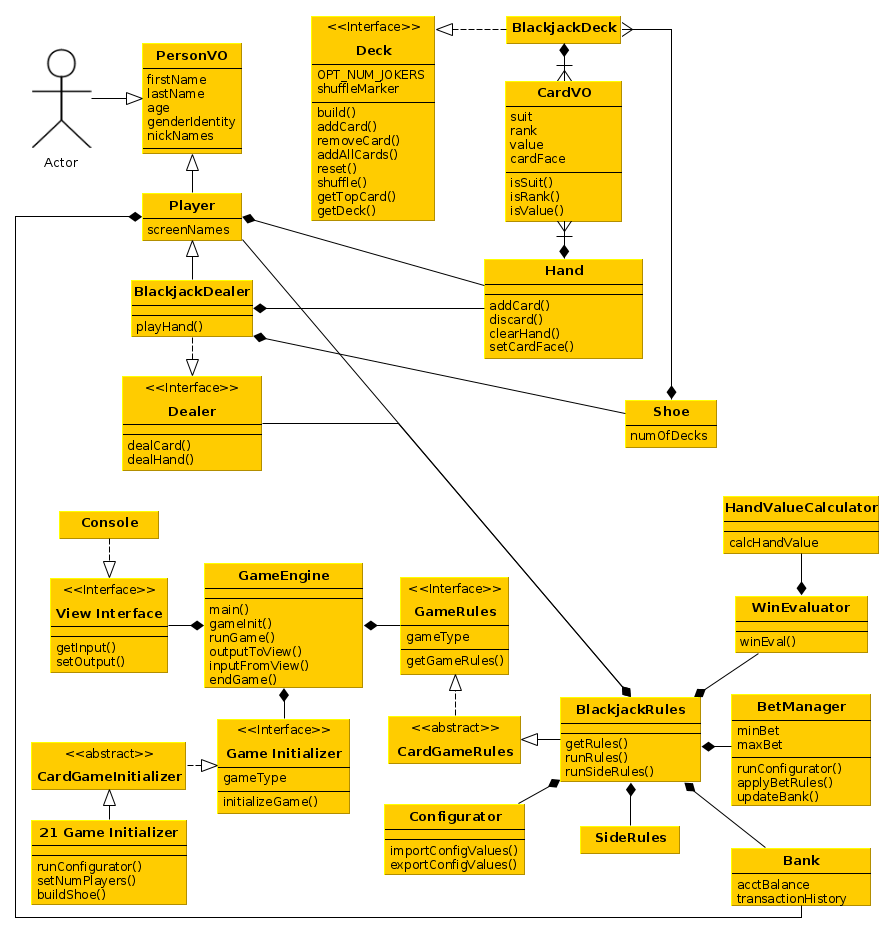 Actor
PersonVO
firstName
lastName
age
genderIdentity
nickNames
Player
screenNames
BlackjackDealer
playHand()
<<Interface>>
Dealer
dealCard()
dealHand()
<<Interface>>
Deck
OPT_NUM_JOKERS
shuffleMarker
build()
addCard()
removeCard()
addAllCards()
reset()
shuffle()
getTopCard()
getDeck()
BlackjackDeck
CardVO
suit
rank
value
cardFace
isSuit()
isRank()
isValue()
Hand
addCard()
discard()
clearHand()
setCardFace()
Shoe
numOfDecks
Console
<<Interface>>
View Interface
getInput()
setOutput()
GameEngine
main()
gameInit()
runGame()
outputToView()
inputFromView()
endGame()
<<Interface>>
GameRules
gameType
getGameRules()
HandValueCalculator
calcHandValue
WinEvaluator
winEval()
<<abstract>>
CardGameInitializer
<<Interface>>
Game Initializer
gameType
initializeGame()
<<abstract>>
CardGameRules
BlackjackRules
getRules()
runRules()
runSideRules()
BetManager
minBet
maxBet
runConfigurator()
applyBetRules()
updateBank()
21 Game Initializer
runConfigurator()
setNumPlayers()
buildShoe()
Configurator
importConfigValues()
exportConfigValues()
SideRules
Bank
acctBalance
transactionHistory